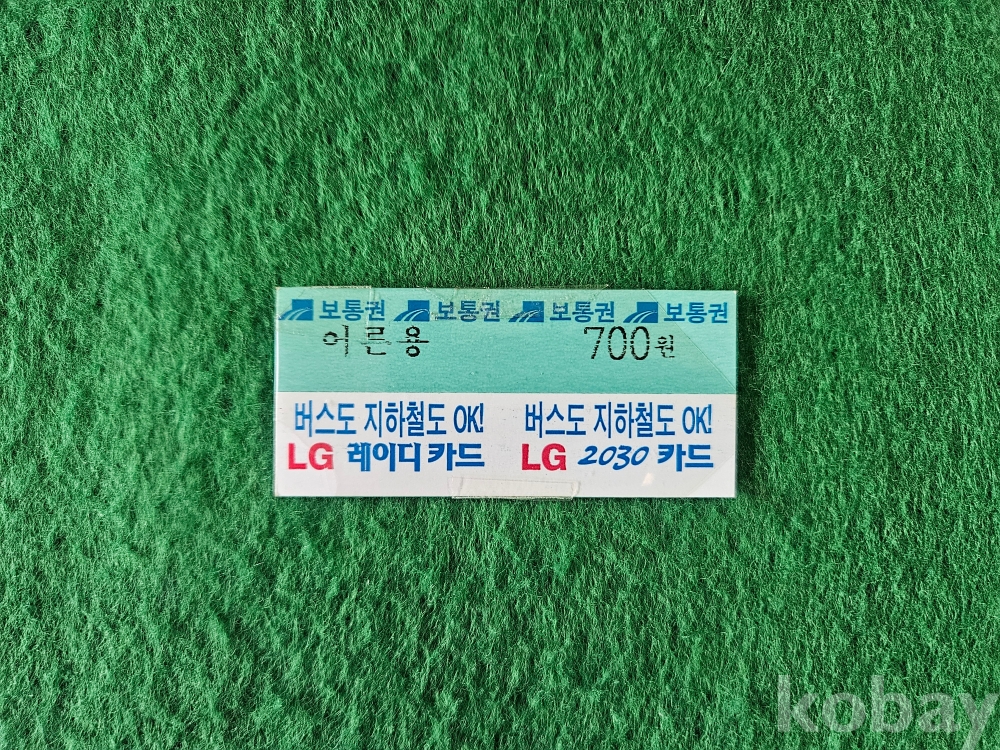 보통권 보통권 보통권 보통권
어른용 700원
버스도 지하철도 OK! 버스도 지하철도 OK!
LG 레이디 카드 LG 2030 카드
kobay